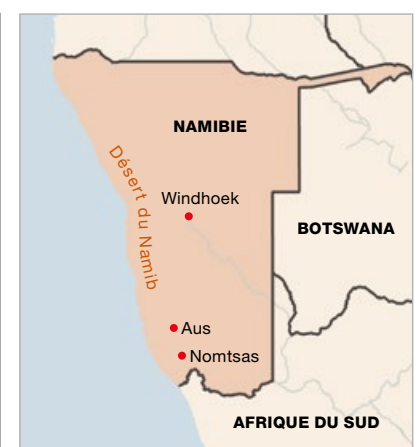 NAMIBIE
Désert du Namib
Windhoek
BOTSWANA
Aus
Nomtsas
AFRIQUE DU SUD